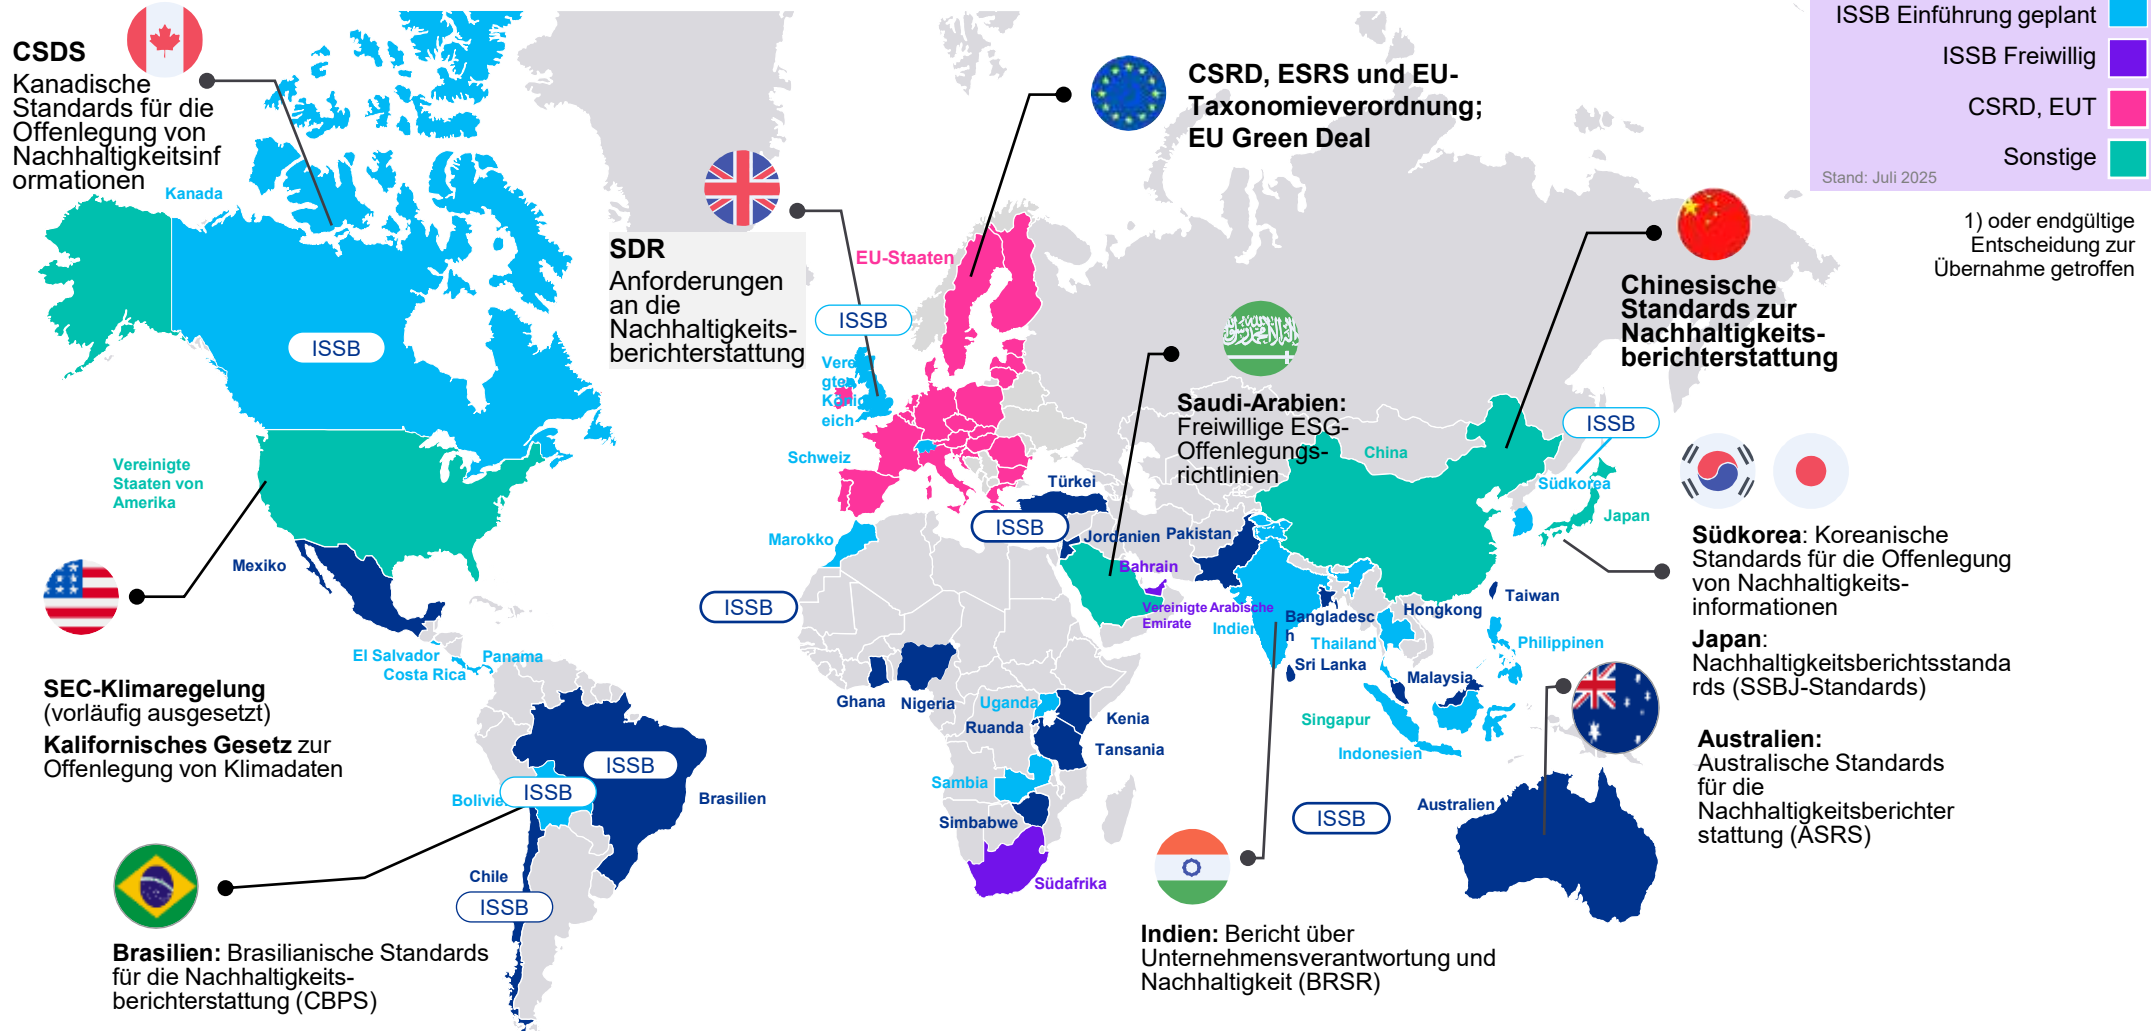 ISSB Einführung geplant
ISSB Freiwillig
CSRD, EUT
Sonstige
Stand: Juli 2025
1) oder endgültige
Entscheidung zur
Übernahme getroffen
CSDS
Kanadische
Standards für die
Offenlegung von
Nachhaltigkeitsinf
ormationen
Kanada
ISSB
CSRD, ESRS und EU-
Taxonomieverordnung;
EU Green Deal
SDR
Anforderungen
an die
Nachhaltigkeits-
berichterstattung
EU-Staaten
ISSB
Vere
gten
König
eich
Schweiz
Chinesische
Standards zur
Nachhaltigkeits-
berichterstattung
Saudi-Arabien:
Freiwillige ESG-
Offenlegungs-
richtlinien
China
ISSB
Südkorea
Japan
Vereinigte
Staaten von
Amerika
Mexiko
Türkei
ISSB
Marokko
Jordanien
Pakistan
Bahrain
Vereinigte Arabische
Emirate
ISSB
Indien
Bangladesc
h
Hongkong
Taiwan
Thailand
Philippinen
Sri Lanka
Malaysia
Singapur
Indonesien
Südkorea: Koreanische
Standards für die Offenlegung
von Nachhaltigkeits-
informationen
Japan:
Nachhaltigkeitsberichtsstanda
rds (SSBJ-Standards)
El Salvador
Panama
Costa Rica
SEC-Klimaregelung
(vorläufig ausgesetzt)
Kalifornisches Gesetz zur
Offenlegung von Klimadaten
Ghana
Nigeria
Uganda
Ruanda
Kenia
Tansania
Sambia
Simbabwe
Südafrika
ISSB
ISSB
Bolivie
Brasilien
Chile
ISSB
ISSB
Australien
Australien:
Australische Standards
für die
Nachhaltigkeitsberichter
stattung (ASRS)
Brasilien: Brasilianische Standards
für die Nachhaltigkeits-
berichterstattung (CBPS)
Indien: Bericht über
Unternehmensverantwortung und
Nachhaltigkeit (BRSR)